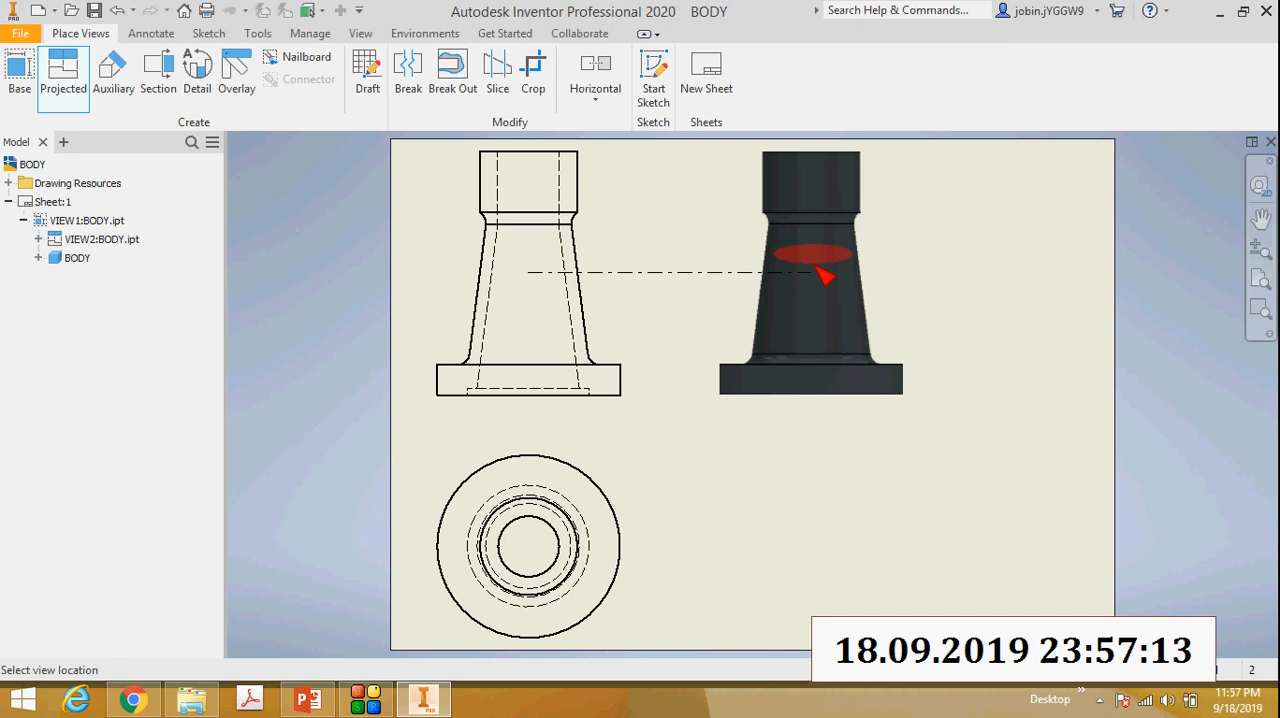 Autodesk Inventor Professional 2020 BODY
Search Help & Commands...
jobin.jYGGW9
File Place Views Annotate Sketch Tools Manage View Environments Get Started Collaborate
Base
Projected
Auxiliary
Section
Detail
Overlay
Nailboard
Connector
Draft
Break
Break Out
Slice
Crop
Horizontal
Start
Sketch
New Sheet
Create
Modify
Sketch
Sheets
Model
BODY
Drawing Resources
Sheet:1
VIEW1:BODY.ipt
VIEW2:BODY.ipt
BODY
2D
18.09.2019 23:57:13
Select view location
2
Desktop
11:57 PM
9/18/2019